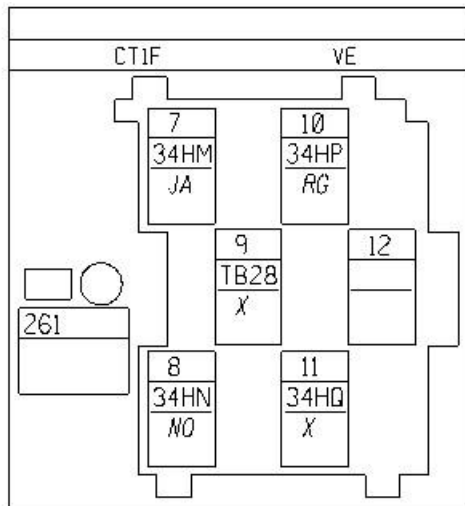 CT1F VE
7
34HM
JA
10
34HP
RG
9
TB28
X
12
261
8
34HN
NO
11
34HQ
X